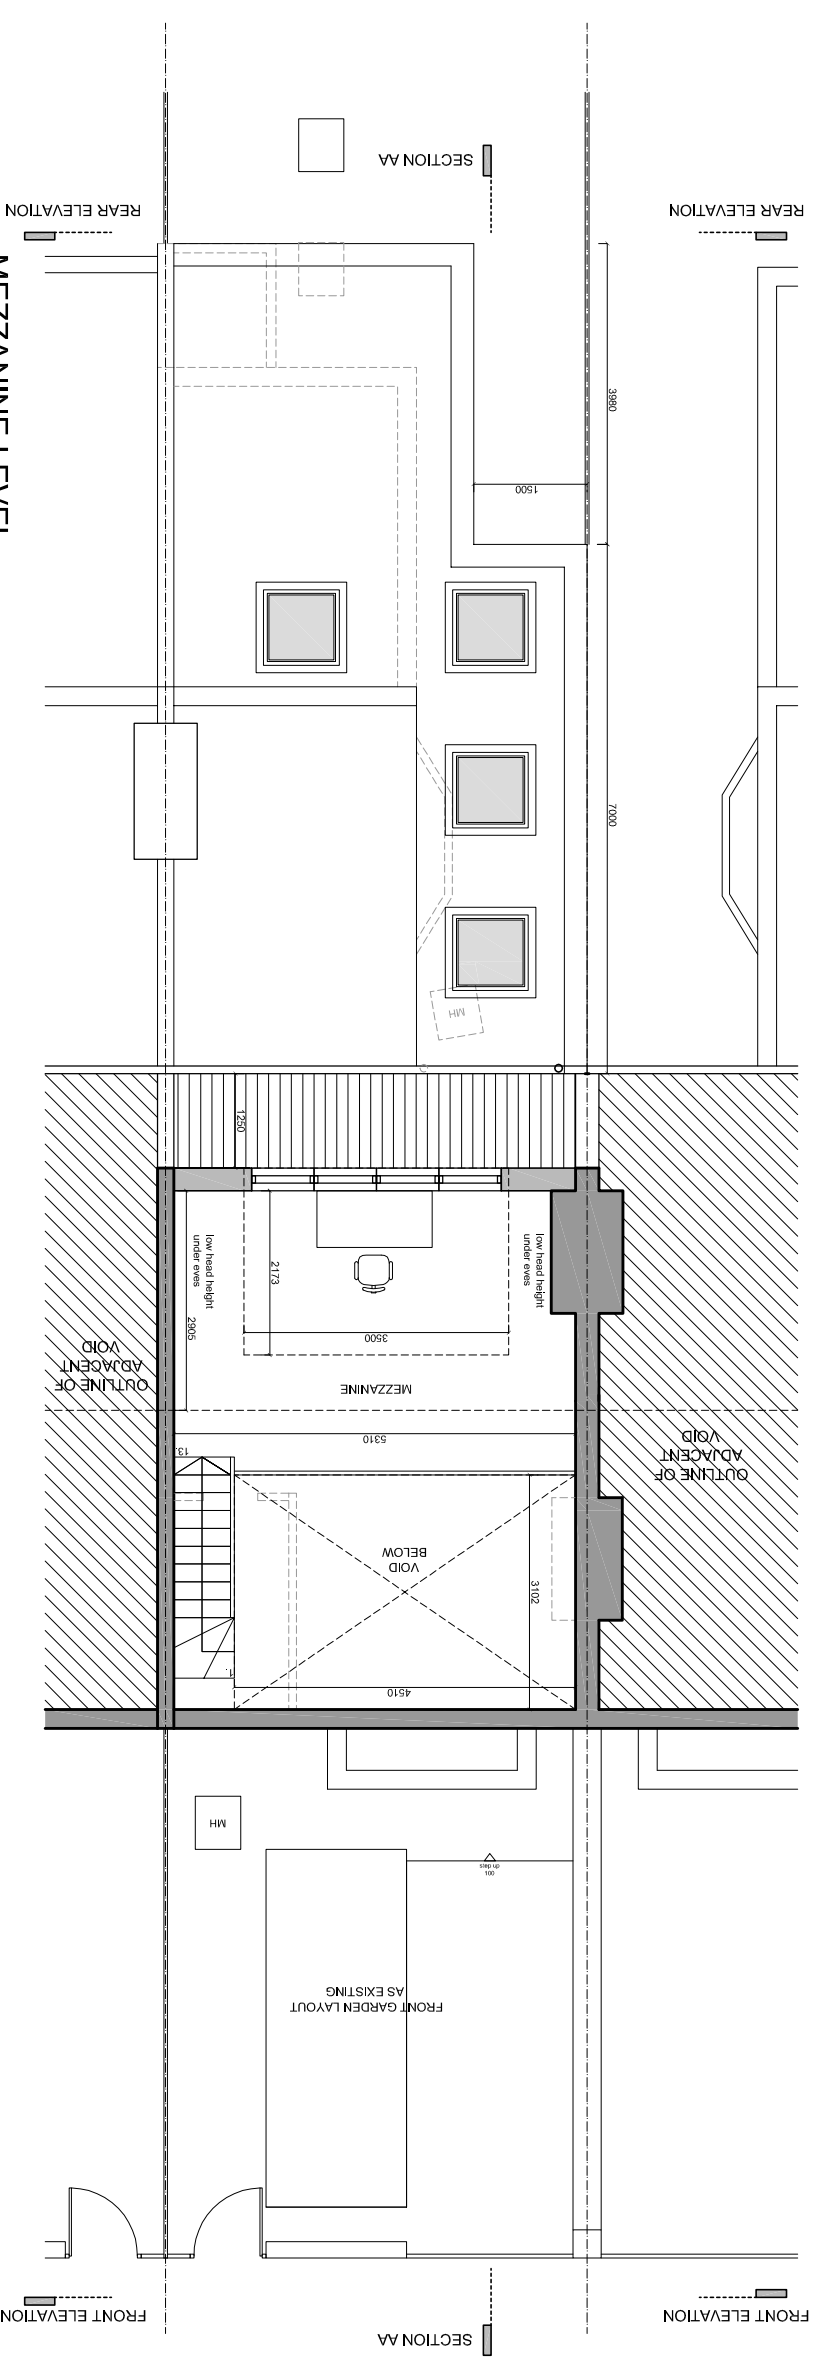 SECTION AA
REAR ELEVATION
REAR ELEVATION
MEZZANINE LEVEL
3980
1500
7000
MH
1250
low head height
under eves
low head height
under eves
2173
2905
3500
OUTLINE OF
ADJACENT
VOID
MEZZANINE
5310
OUTLINE OF
ADJACENT
VOID
13.
VOID
BELOW
3102
1.
4510
MH
step up
100
FRONT GARDEN LAYOUT
AS EXISTING
FRONT ELEVATION
FRONT ELEVATION
SECTION AA